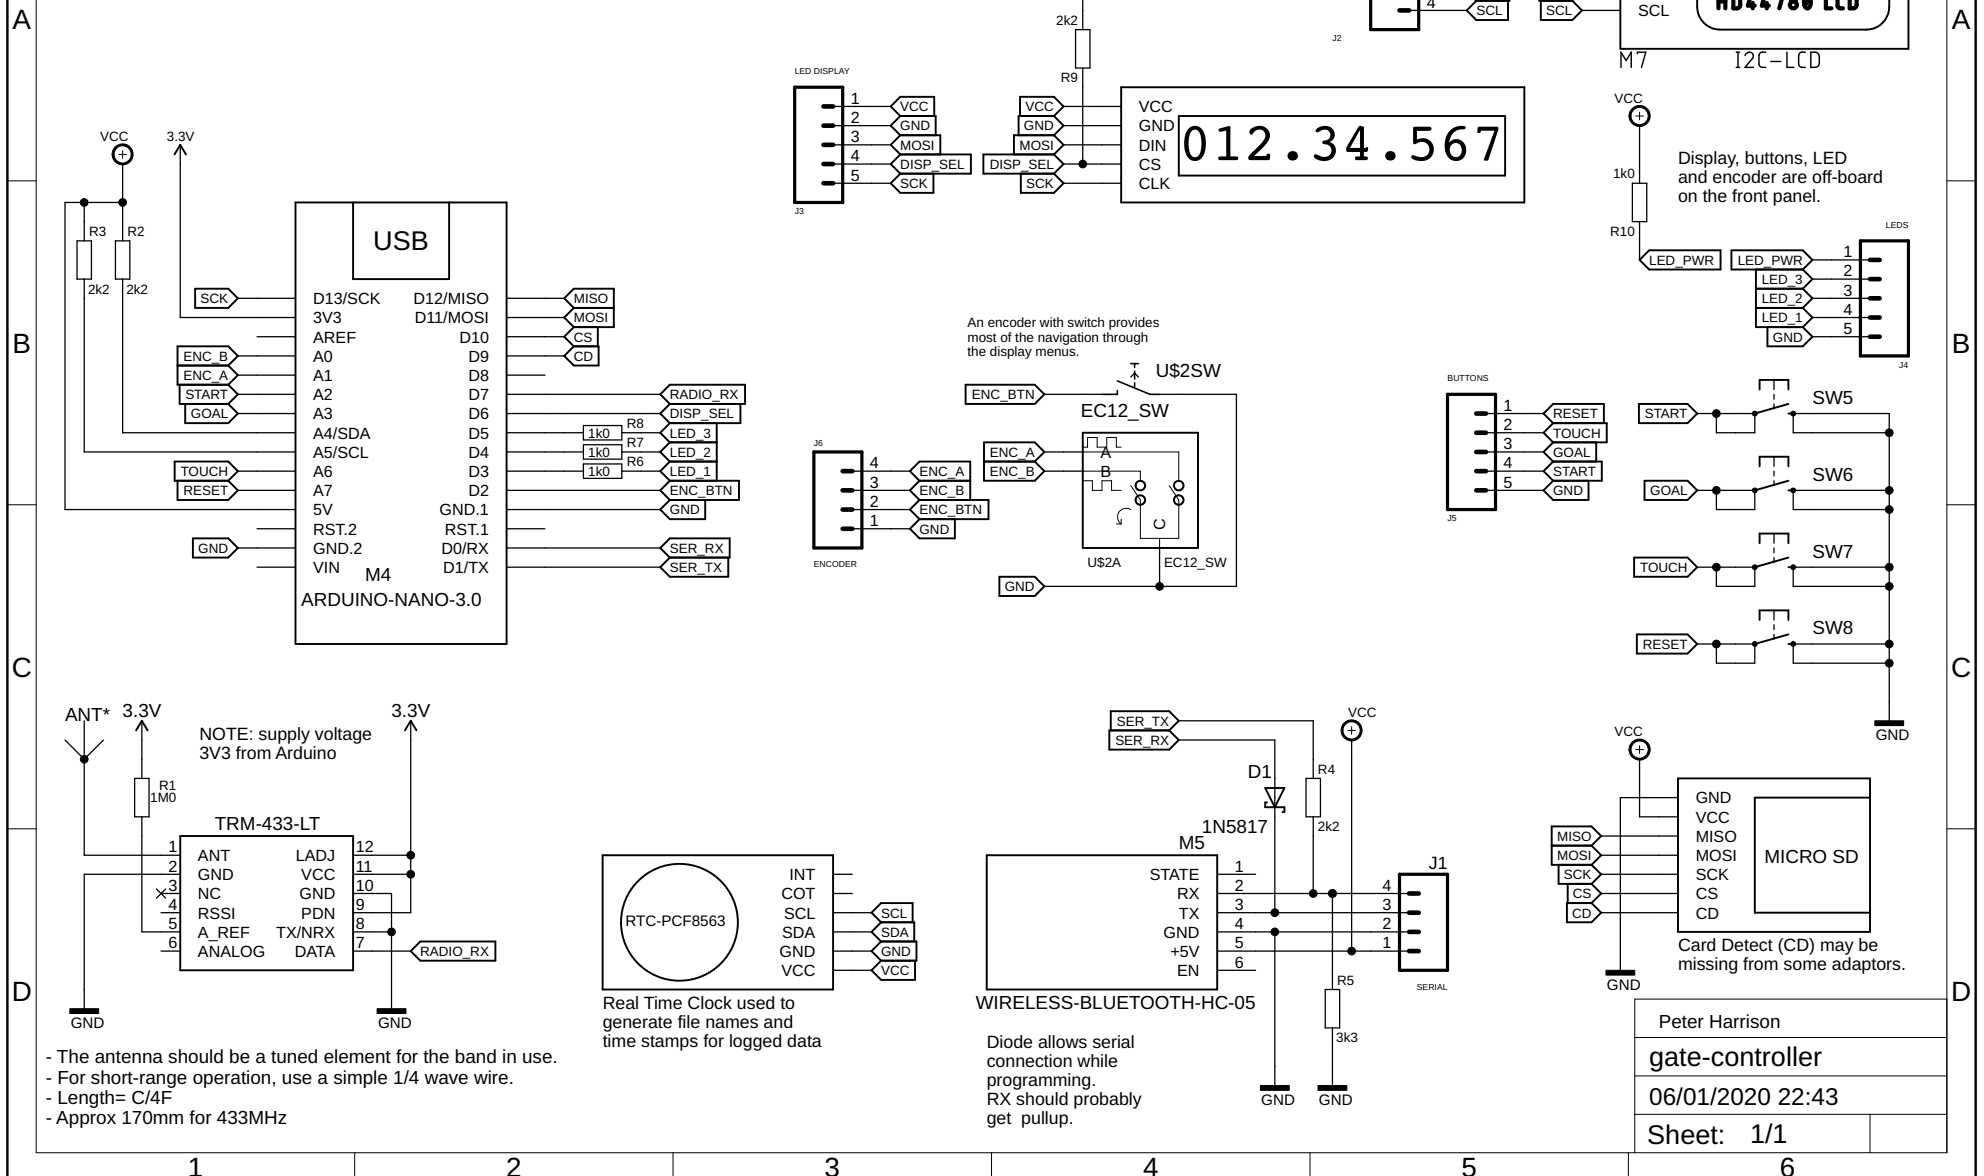 A
A
2k2
R9
4
SCL
SCL
SCL
J2
HD44780 LCD
M7
I2C-LCD
LED DISPLAY
1
VCC
2
GND
3
MOSI
4
DISP_SEL
5
SCK
J3
VCC
GND
MOSI
DISP_SEL
SCK
VCC
GND
DIN
CS
CLK
012.34.567
VCC
1k0
R10
LED_PWR
Display, buttons, LED
and encoder are off-board
on the front panel.
LEDS
LED_PWR
1
LED_3
2
LED_2
3
LED_1
4
GND
5
J4
VCC
3.3V
R3
R2
2k2
2k2
USB
SCK
D13/SCK
3V3
AREF
ENC_B
A0
ENC_A
A1
START
A2
GOAL
A3
A4/SDA
A5/SCL
TOUCH
A6
RESET
A7
5V
RST.2
GND
GND.2
VIN
D12/MISO
MISO
D11/MOSI
MOSI
D10
CS
D9
CD
D8
D7
RADIO_RX
D6
DISP_SEL
D5
1k0
R8
LED_3
D4
1k0
R7
LED_2
D3
1k0
R6
LED_1
D2
ENC_BTN
GND.1
GND
RST.1
D0/RX
SER_RX
D1/TX
SER_TX
M4
ARDUINO-NANO-3.0
B
B
An encoder with switch provides
most of the navigation through
the display menus.
ENC_BTN
U$2SW
EC12_SW
ENC_A
ENC_B
A
B
C
U$2A
EC12_SW
GND
J6
4
ENC_A
3
ENC_B
2
ENC_BTN
1
GND
ENCODER
BUTTONS
1
RESET
2
TOUCH
3
GOAL
4
START
5
GND
J5
START
SW5
GOAL
SW6
TOUCH
SW7
RESET
SW8
GND
C
C
ANT*
3.3V
NOTE: supply voltage
3V3 from Arduino
3.3V
R1
1M0
TRM-433-LT
1
ANT
2
GND
3
NC
4
RSSI
5
A_REF
6
ANALOG
LADJ
12
VCC
11
GND
10
PDN
9
TX/NRX
8
DATA
7
RADIO_RX
GND
GND
- The antenna should be a tuned element for the band in use.
- For short-range operation, use a simple 1/4 wave wire.
- Length= C/4F
- Approx 170mm for 433MHz
RTC-PCF8563
INT
COT
SCL
SCL
SDA
SDA
GND
GND
VCC
VCC
Real Time Clock used to
generate file names and
time stamps for logged data
SER_TX
SER_RX
VCC
D1
1N5817
R4
2k2
M5
STATE
1
RX
2
TX
3
GND
4
+5V
5
EN
6
WIRELESS-BLUETOOTH-HC-05
J1
4
3
2
1
SERIAL
R5
3k3
GND
GND
Diode allows serial
connection while
programming.
RX should probably
get pullup.
VCC
GND
VCC
MISO
MISO
MOSI
MOSI
SCK
SCK
CS
CS
CD
CD
MICRO SD
Card Detect (CD) may be
missing from some adaptors.
GND
D
D
Peter Harrison
gate-controller
06/01/2020 22:43
Sheet: 1/1
1
2
3
4
5
6